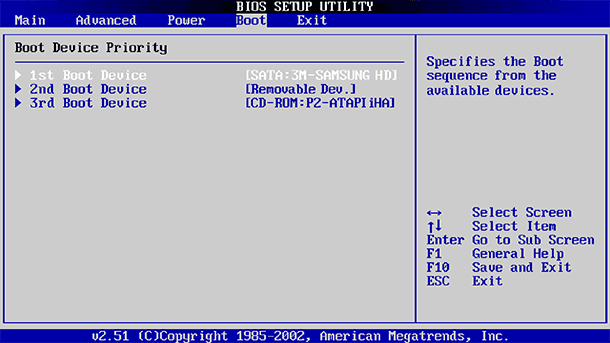 BIOS SETUP UTILITY
Main Advanced Power Boot Exit
Boot Device Priority
1st Boot Device [SATA:3M-SAMSUNG HD]
2nd Boot Device [Removable Dev.]
3rd Boot Device [CD-ROM:P2-ATAPI iHA]
Specifies the Boot
sequence from the
available devices.
↔ Select Screen
↑↓ Select Item
Enter Go to Sub Screen
F1 General Help
F10 Save and Exit
ESC Exit
v2.51 (C)Copyright 1985-2002, American Megatrends, Inc.